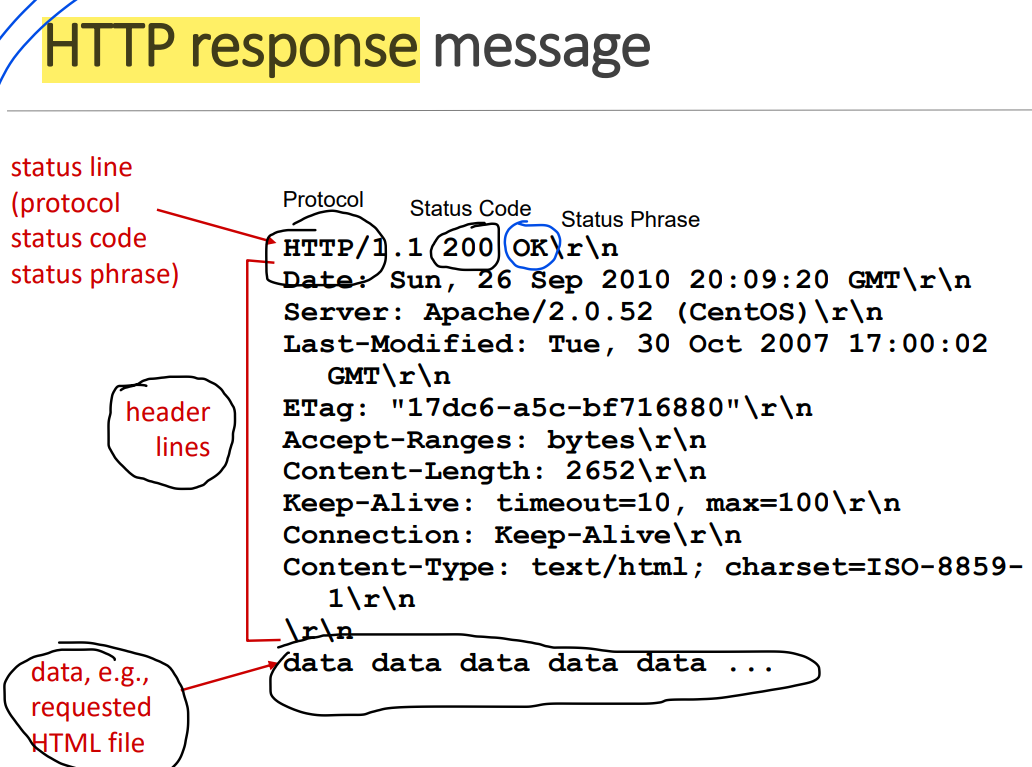 HTTP response message
status line
(protocol
status code
status phrase)
Protocol
Status Code
Status Phrase
HTTP/1.1 200 OK\r\n
Date: Sun, 26 Sep 2010 20:09:20 GMT\r\n
Server: Apache/2.0.52 (CentOS)\r\n
Last-Modified: Tue, 30 Oct 2007 17:00:02
GMT\r\n
ETag: "17dc6-a5c-bf716880"\r\n
Accept-Ranges: bytes\r\n
Content-Length: 2652\r\n
Keep-Alive: timeout=10, max=100\r\n
Connection: Keep-Alive\r\n
Content-Type: text/html; charset=ISO-8859-
1\r\n
\r\n
data data data data data ...
header
lines
data, e.g.,
requested
HTML file